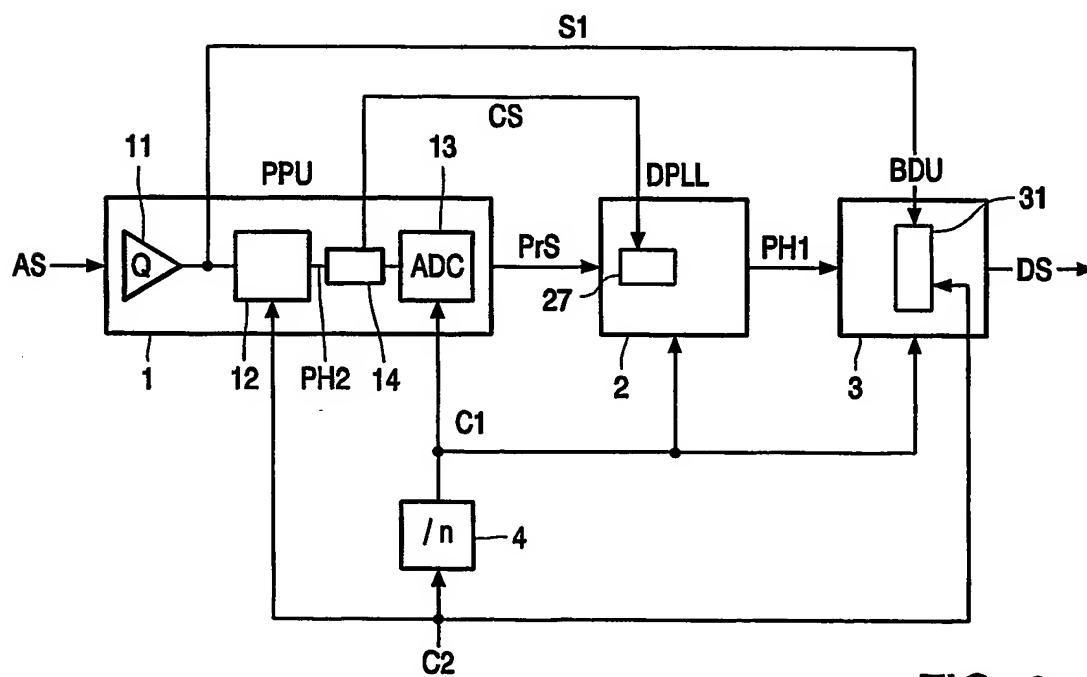 S1
CS
11
13
PPU
DPLL
BDU
31
AS
Q
ADC
PrS
PH1
DS
27
1
12
PH2
14
2
3
C1
/n
4
C2